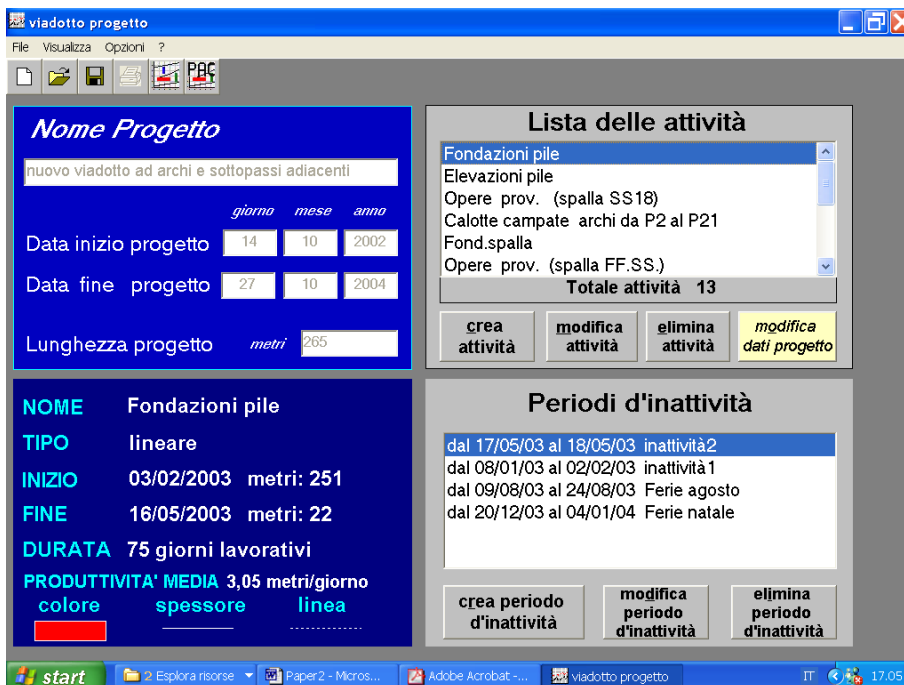 viadotto progetto
File Visualizza Opzioni ?
PAC
Nome Progetto
nuovo viadotto ad archi e sottopassi adiacenti
giorno mese anno
Data inizio progetto 14 10 2002
Data fine progetto 27 10 2004
Lunghezza progetto metri 265
Lista delle attività
Fondazioni pile
Elevazioni pile
Opere prov. (spalla SS18)
Calotte campate archi da P2 al P21
Fond.spalla
Opere prov. (spalla FF.SS.)
Totale attività 13
crea attività
modifica attività
elimina attività
modifica dati progetto
NOME Fondazioni pile
TIPO lineare
INIZIO 03/02/2003 metri: 251
FINE 16/05/2003 metri: 22
DURATA 75 giorni lavorativi
PRODUTTIVITA' MEDIA 3,05 metri/giorno
colore spessore linea
Periodi d'inattività
dal 17/05/03 al 18/05/03 inattività2
dal 08/01/03 al 02/02/03 inattività1
dal 09/08/03 al 24/08/03 Ferie agosto
dal 20/12/03 al 04/01/04 Ferie natale
crea periodo d'inattività
modifica periodo d'inattività
elimina periodo d'inattività
start 2 Esplora risorse Paper2 - Micros... Adobe Acrobat -... viadotto progetto IT 17.05